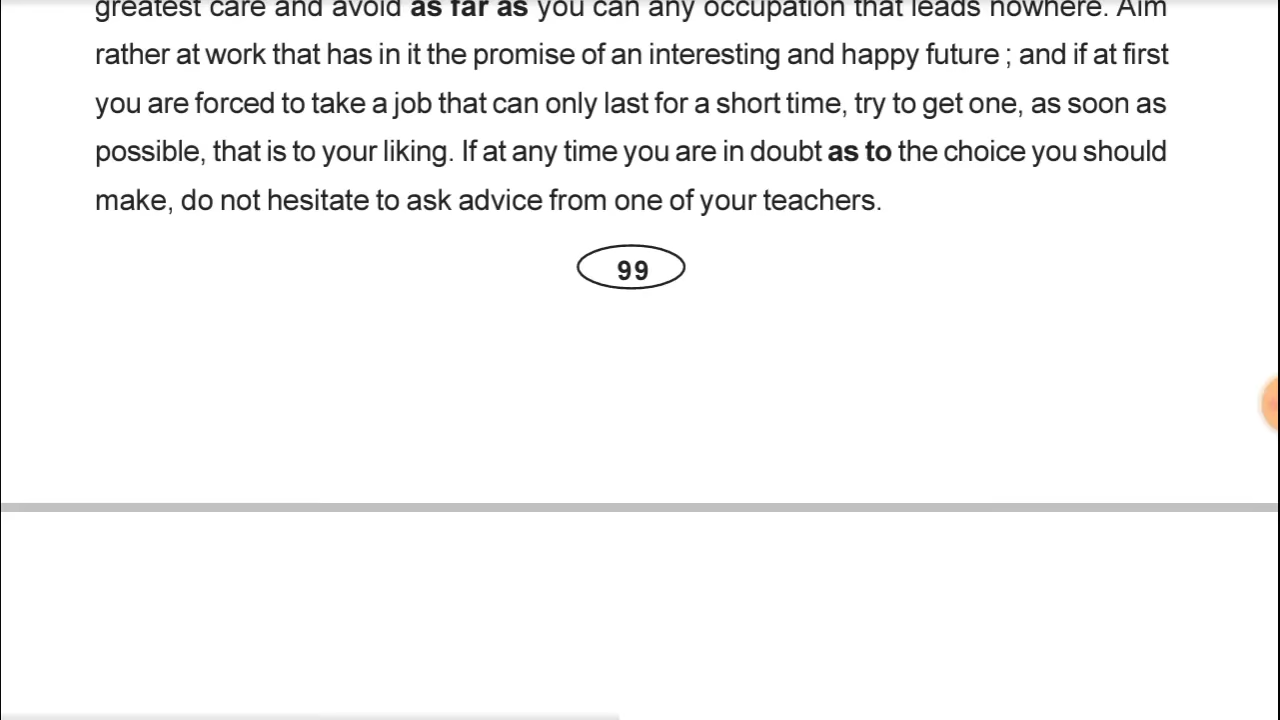 greatest care and avoid as far as you can any occupation that leads nowhere. Aim
rather at work that has in it the promise of an interesting and happy future ; and if at first
you are forced to take a job that can only last for a short time, try to get one, as soon as
possible, that is to your liking. If at any time you are in doubt as to the choice you should
make, do not hesitate to ask advice from one of your teachers.
99